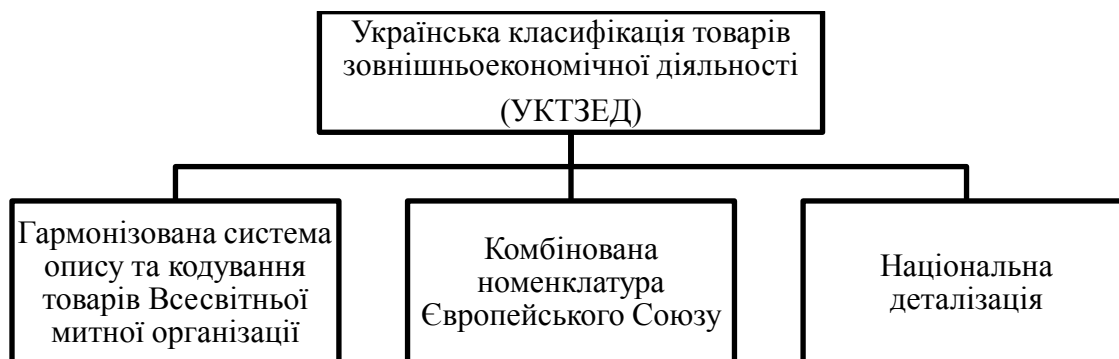 Українська класифікація товарів
зовнішньоекономічної діяльності
(УКТЗЕД)
Гармонізована система
опису та кодування
товарів Всесвітньої
митної організації
Комбінована
номенклатура
Європейського Союзу
Національна
деталізація